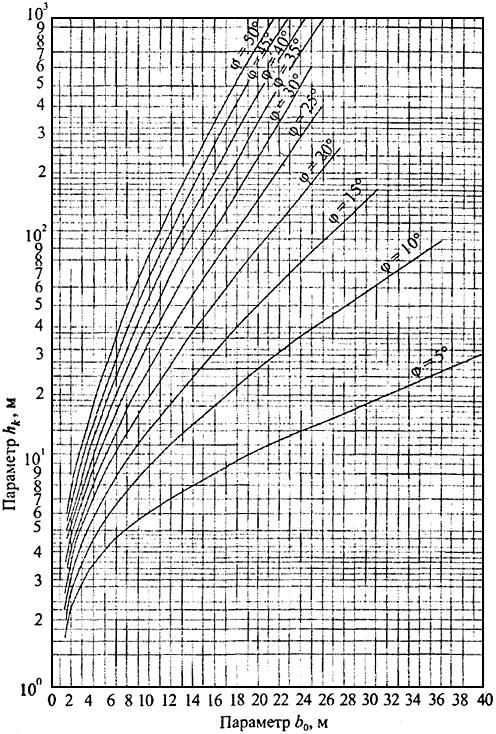 10³
9
8
7
6
5
4
3
2
10²
9
8
7
6
5
4
3
2
10¹
9
8
7
6
5
4
3
2
10⁰
Параметр hₖ, м
φ = 50°
φ = 45°
φ = 40°
φ = 35°
φ = 30°
φ = 25°
φ = 20°
φ = 15°
φ = 10°
φ = 5°
0 2 4 6 8 10 12 14 16 18 20 22 24 26 28 30 32 34 36 38 40
Параметр b₀, м